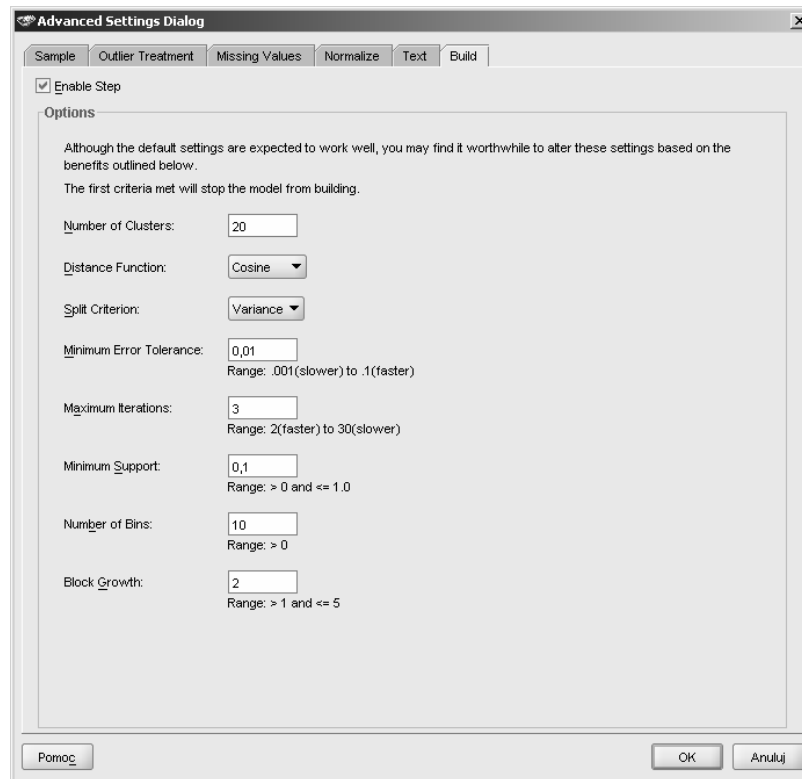 Advanced Settings Dialog
Sample Outlier Treatment Missing Values Normalize Text Build
Enable Step
Options
Although the default settings are expected to work well, you may find it worthwhile to alter these settings based on the
benefits outlined below.
The first criteria met will stop the model from building.
Number of Clusters: 20
Distance Function: Cosine
Split Criterion: Variance
Minimum Error Tolerance: 0,01
Range: .001(slower) to .1(faster)
Maximum Iterations: 3
Range: 2(faster) to 30(slower)
Minimum Support: 0,1
Range: > 0 and <= 1.0
Number of Bins: 10
Range: > 0
Block Growth: 2
Range: > 1 and <= 5
Pomoc OK Anuluj